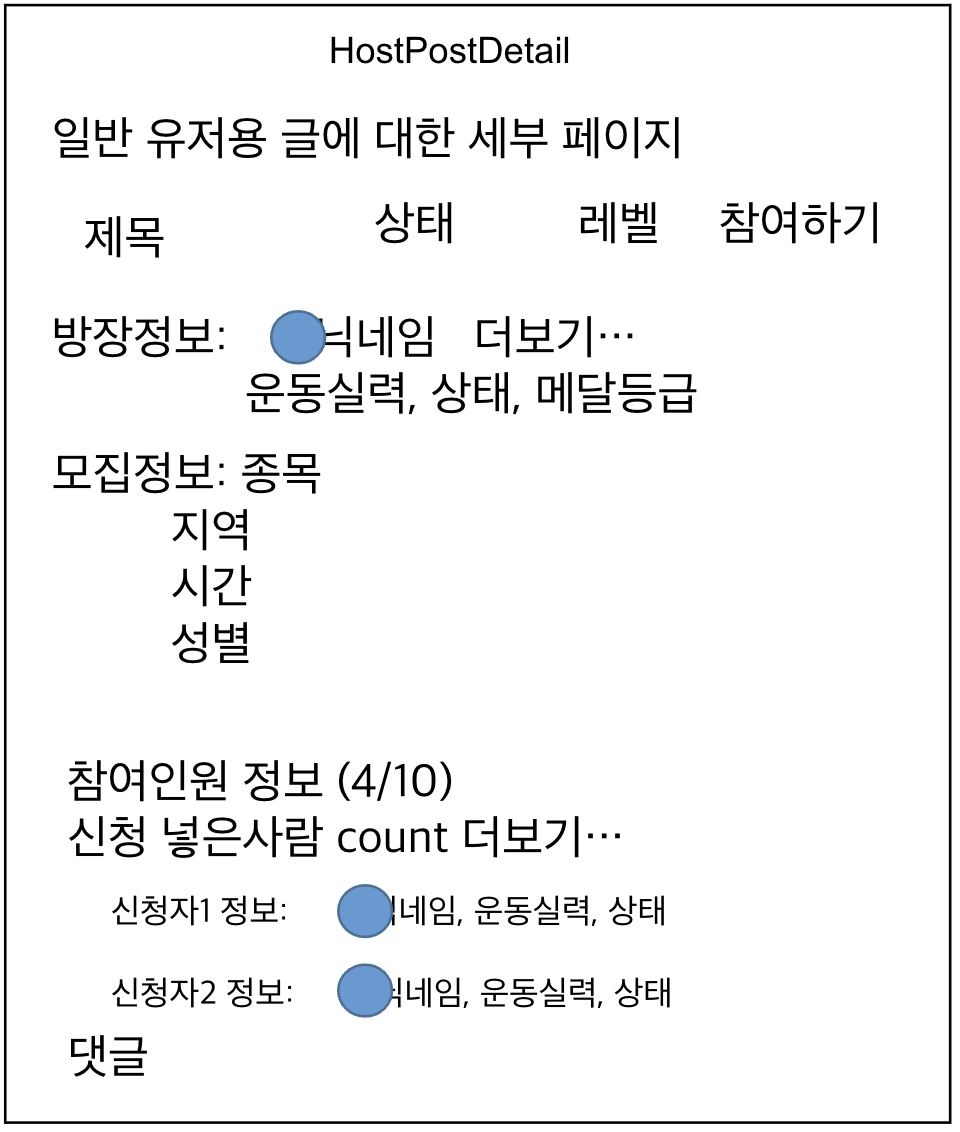 HostPostDetail
일반 유저용 글에 대한 세부 페이지
제목 상태 레벨 참여하기
방장정보: 닉네임 더보기…
운동실력, 상태, 메달등급
모집정보: 종목
지역
시간
성별
참여인원 정보 (4/10)
신청 넣은사람 count 더보기…
신청자1 정보: 닉네임, 운동실력, 상태
신청자2 정보: 닉네임, 운동실력, 상태
댓글